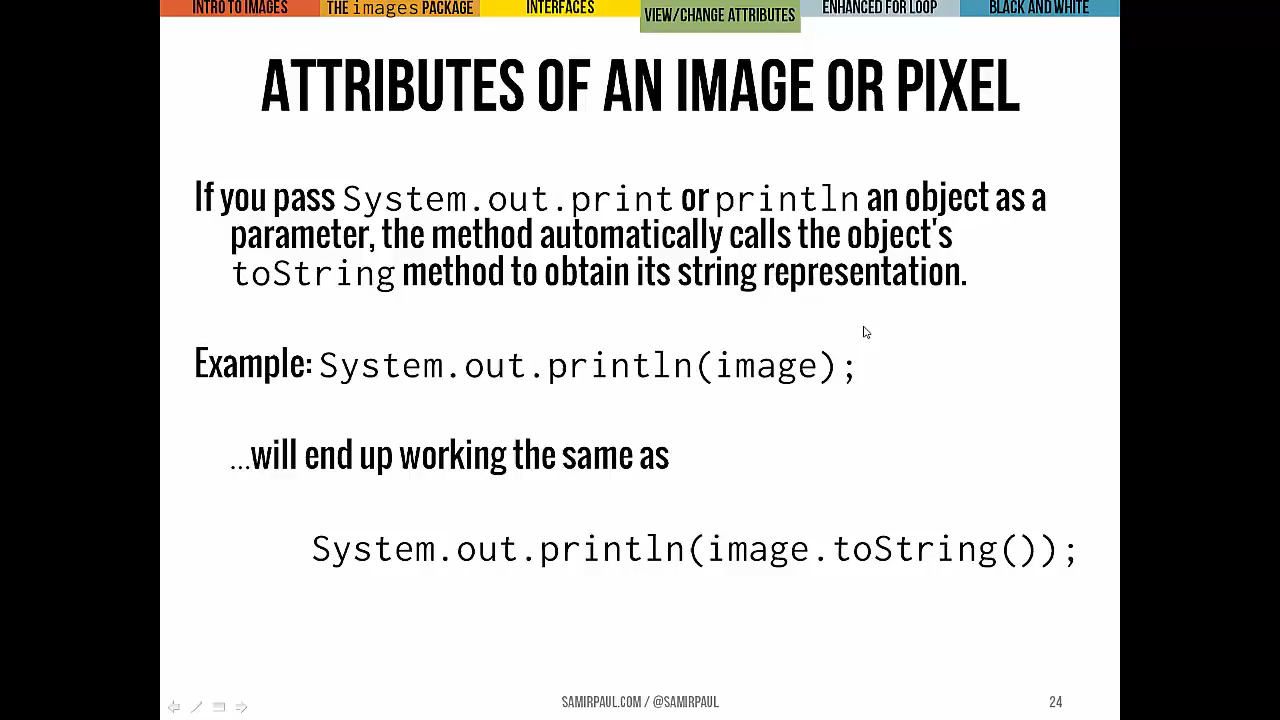 INTRO TO IMAGES THE images PACKAGE INTERFACES VIEW/CHANGE ATTRIBUTES ENHANCED FOR LOOP BLACK AND WHITE
ATTRIBUTES OF AN IMAGE OR PIXEL
If you pass System.out.print or println an object as a
parameter, the method automatically calls the object's
toString method to obtain its string representation.
Example: System.out.println(image);
…will end up working the same as
System.out.println(image.toString());
SAMIRPAUL.COM / @SAMIRPAUL 24